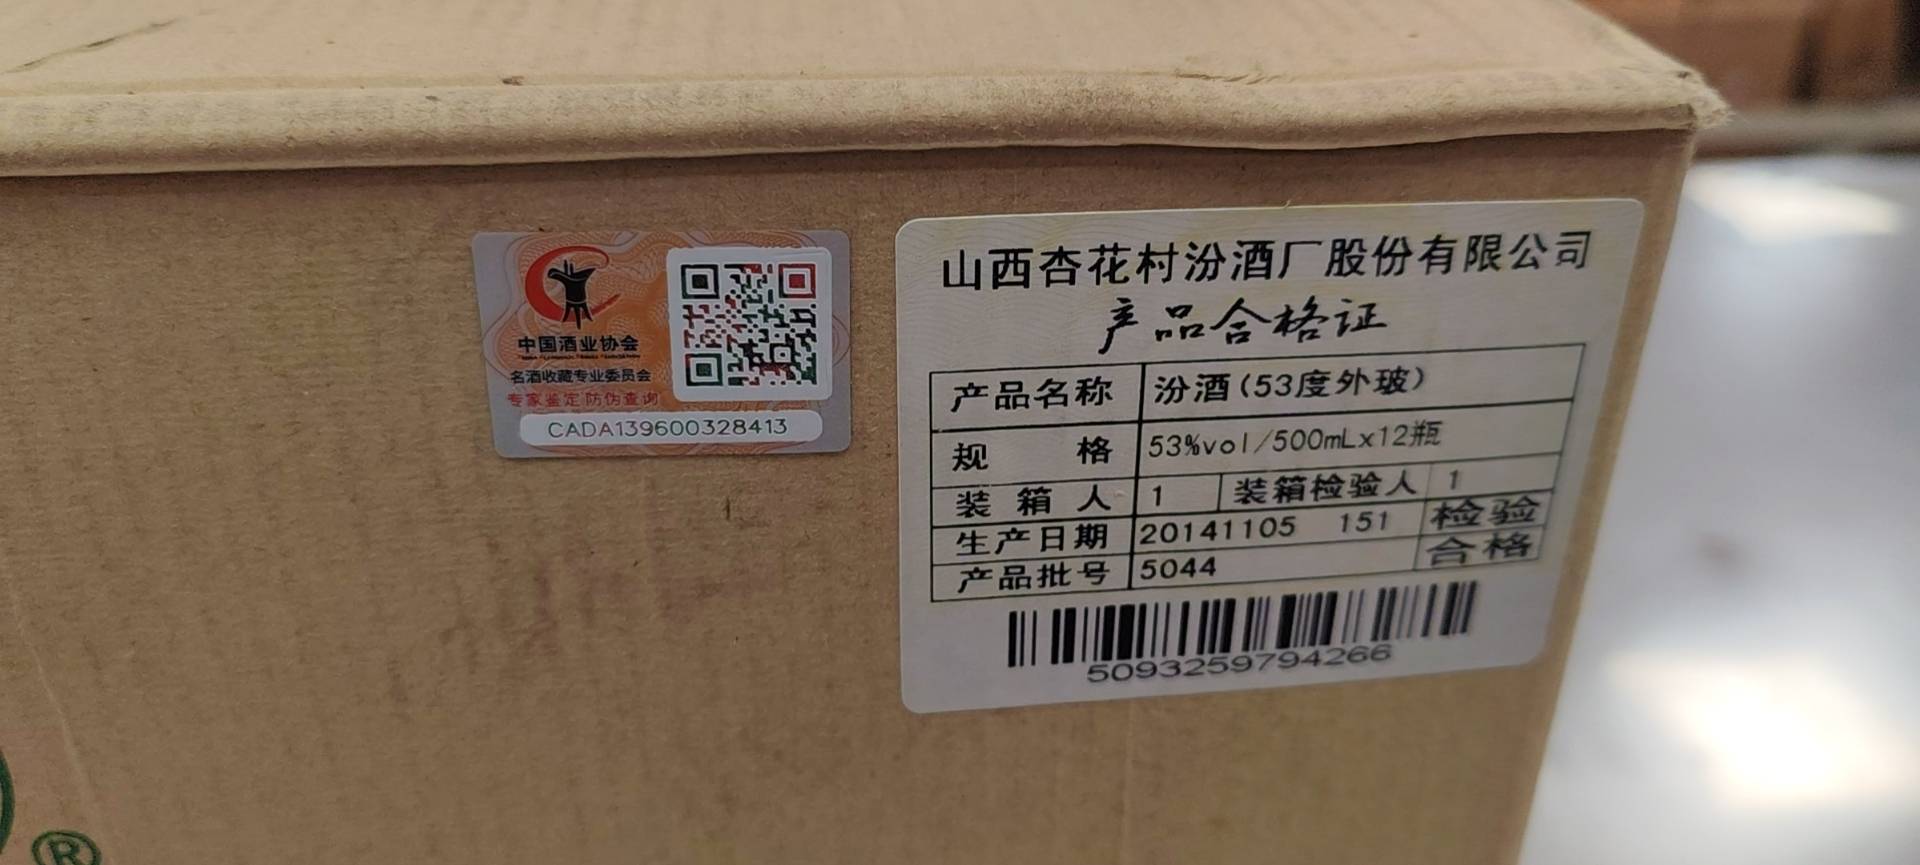 中国酒业协会
名酒收藏专业委员会
专家鉴定 防伪查询
CADA139600328413
山西杏花村汾酒厂股份有限公司
产品合格证
产品名称 汾酒(53度外玻)
规格 53%vol/500mLx12瓶
装箱人 1 装箱检验人 1
生产日期 20141105 151 检验
产品批号 5044 合格
5093259794266
®